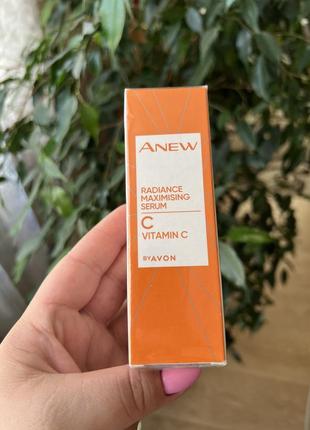 ANEW
RADIANCE
MAXIMISING
SERUM
C
VITAMIN C
BY AVON